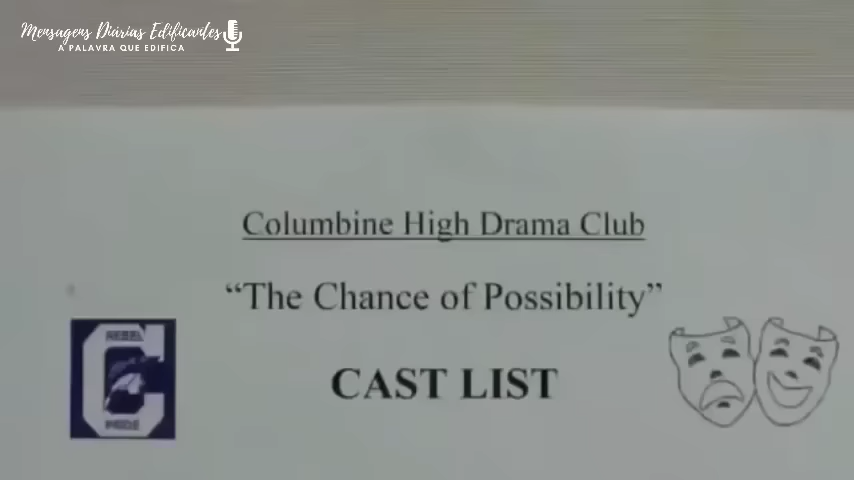 Mensagens Diárias Edificantes
A PALAVRA QUE EDIFICA
Columbine High Drama Club
“The Chance of Possibility”
CAST LIST
REBEL
PRIDE